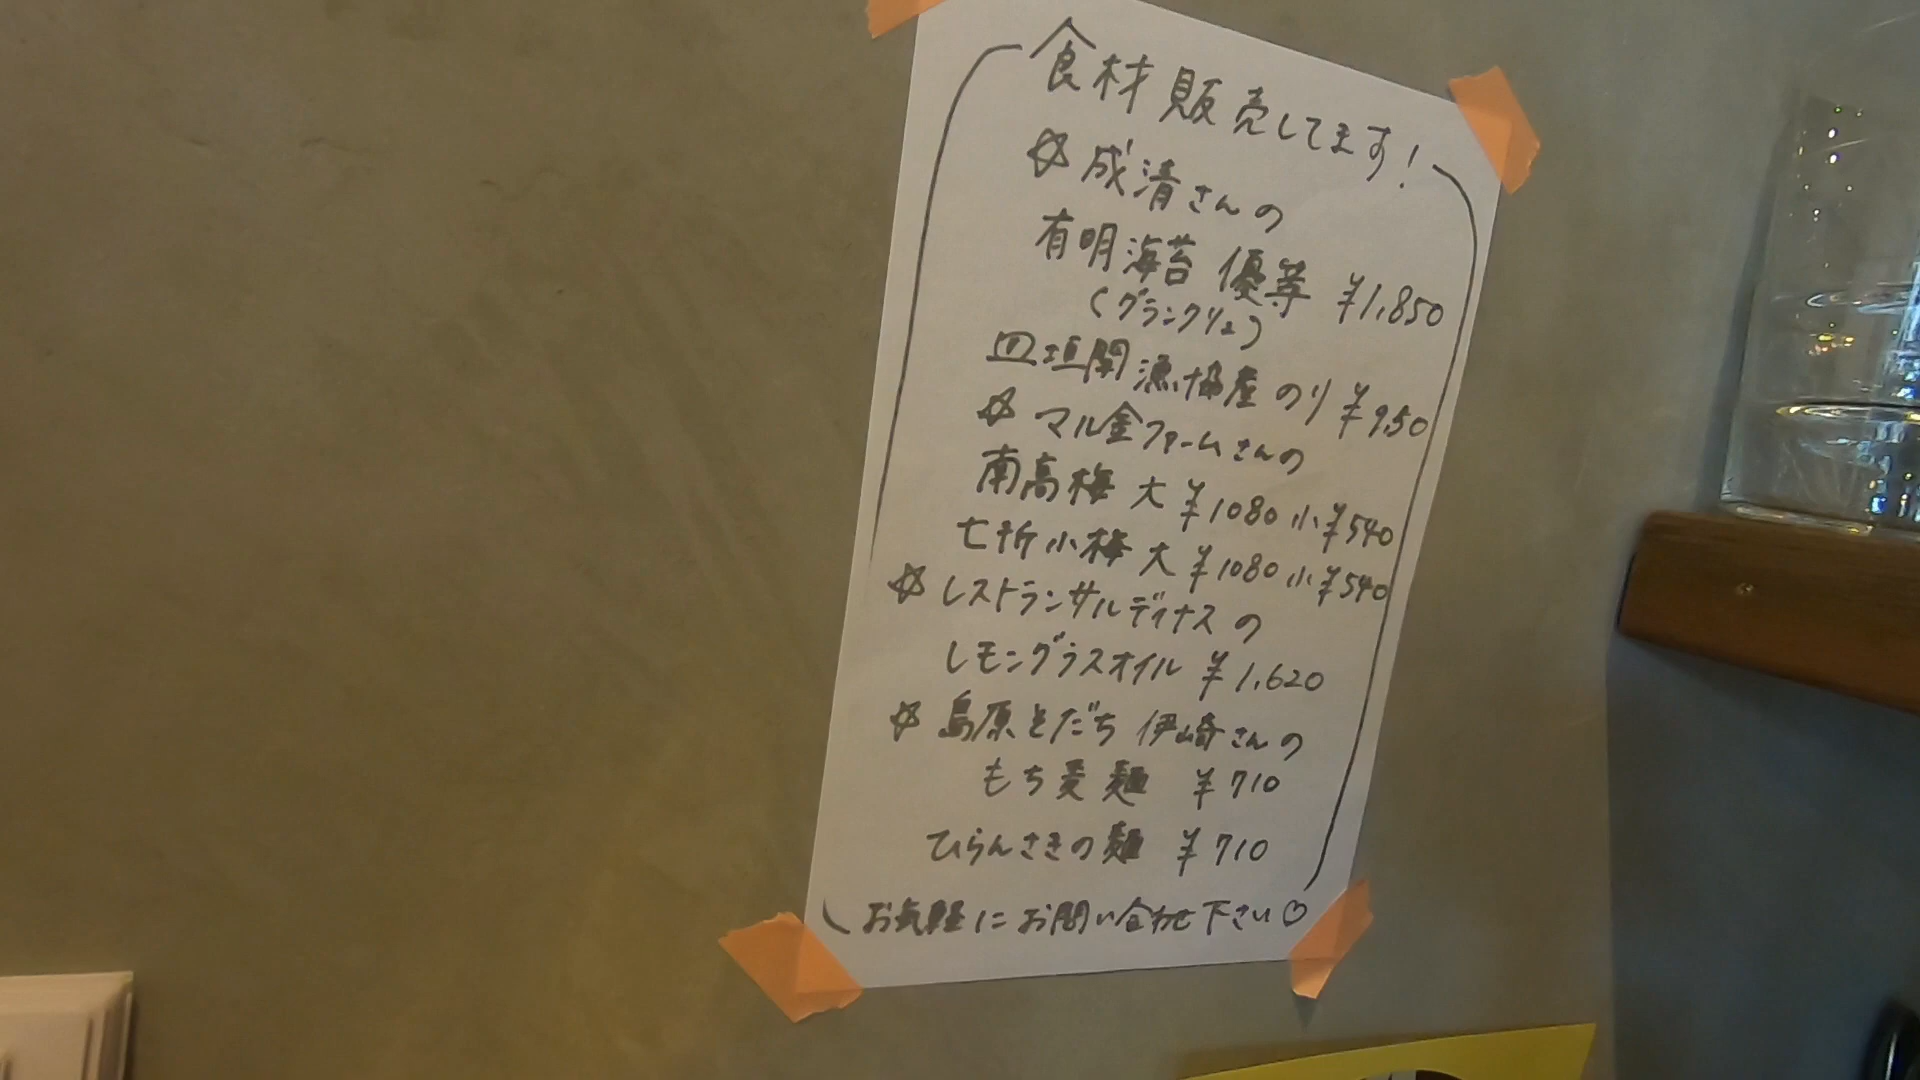 食材販売してます!
☆ 成清さんの
有明海苔 優等 ¥1,850
(グランクリュ)
皿垣開漁協産のり ¥950
☆ マル金ファームさんの
南高梅 大 ¥1080 小 ¥540
七折小梅 大 ¥1080 小 ¥540
☆ レストランサルディナスの
レモングラスオイル ¥1,620
☆ 島原そだち 伊崎さんの
もち麦麺 ¥710
ひらんさきの麺 ¥710
お気軽にお問い合わせ下さい♡